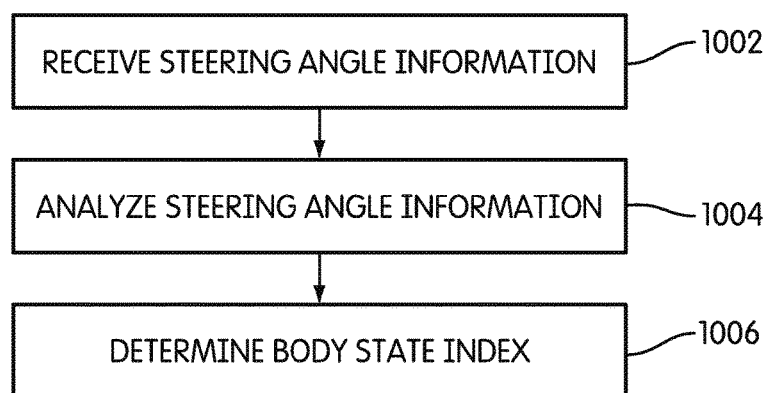 RECEIVE STEERING ANGLE INFORMATION
1002
ANALYZE STEERING ANGLE INFORMATION
1004
DETERMINE BODY STATE INDEX
1006